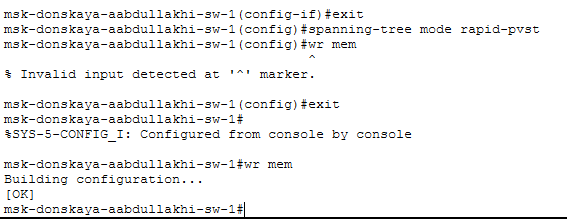 msk-donskaya-aabdullakhi-sw-1(config-if)#exit
msk-donskaya-aabdullakhi-sw-1(config)#spanning-tree mode rapid-pvst
msk-donskaya-aabdullakhi-sw-1(config)#wr mem
^
% Invalid input detected at '^' marker.
msk-donskaya-aabdullakhi-sw-1(config)#exit
msk-donskaya-aabdullakhi-sw-1#
%SYS-5-CONFIG_I: Configured from console by console
msk-donskaya-aabdullakhi-sw-1#wr mem
Building configuration...
[OK]
msk-donskaya-aabdullakhi-sw-1#